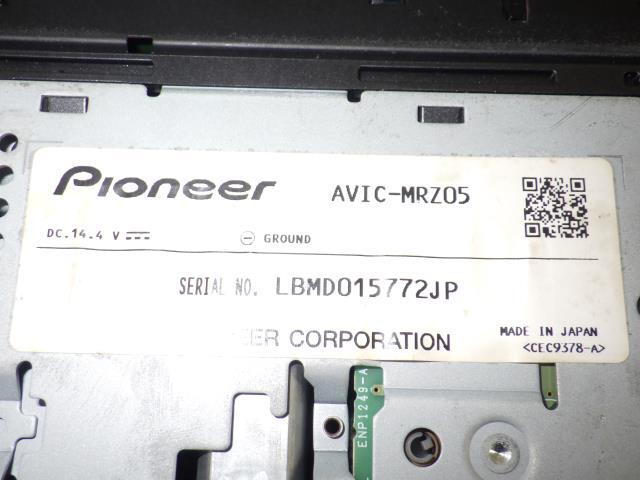 Pioneer
AVIC-MRZ05
DC.14.4 V
GROUND
SERIAL NO. LBMD015772JP
EER CORPORATION
MADE IN JAPAN
<CEC9378-A>
ENP1249-A